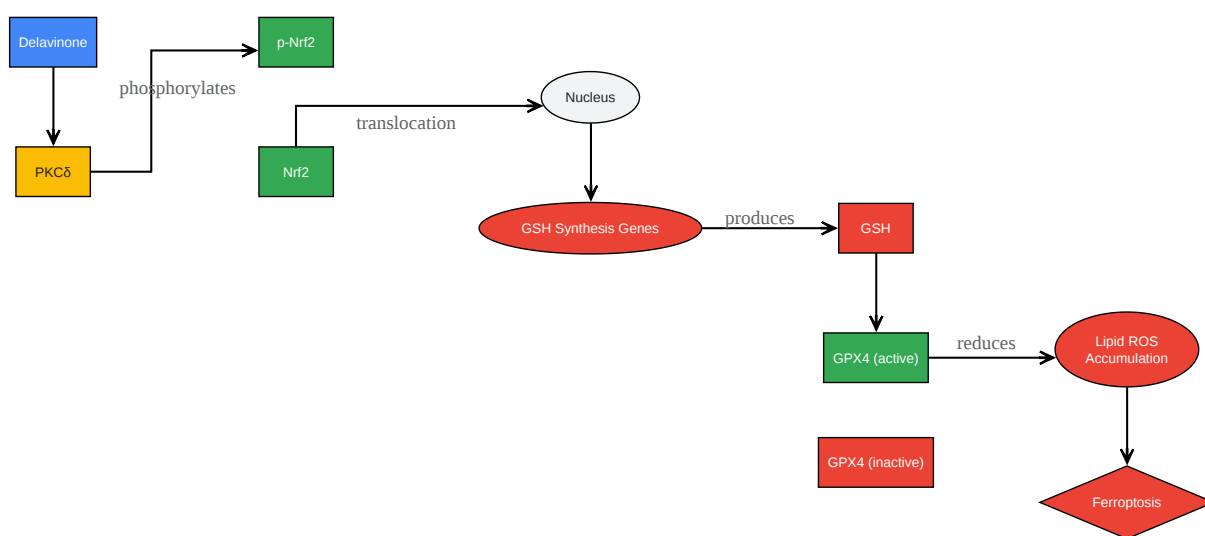 Delavinone
p-Nrf2
phosphorylates
Nucleus
translocation
PKCδ
Nrf2
GSH Synthesis Genes
produces
GSH
GPX4 (active)
reduces
Lipid ROS
Accumulation
GPX4 (inactive)
Ferroptosis